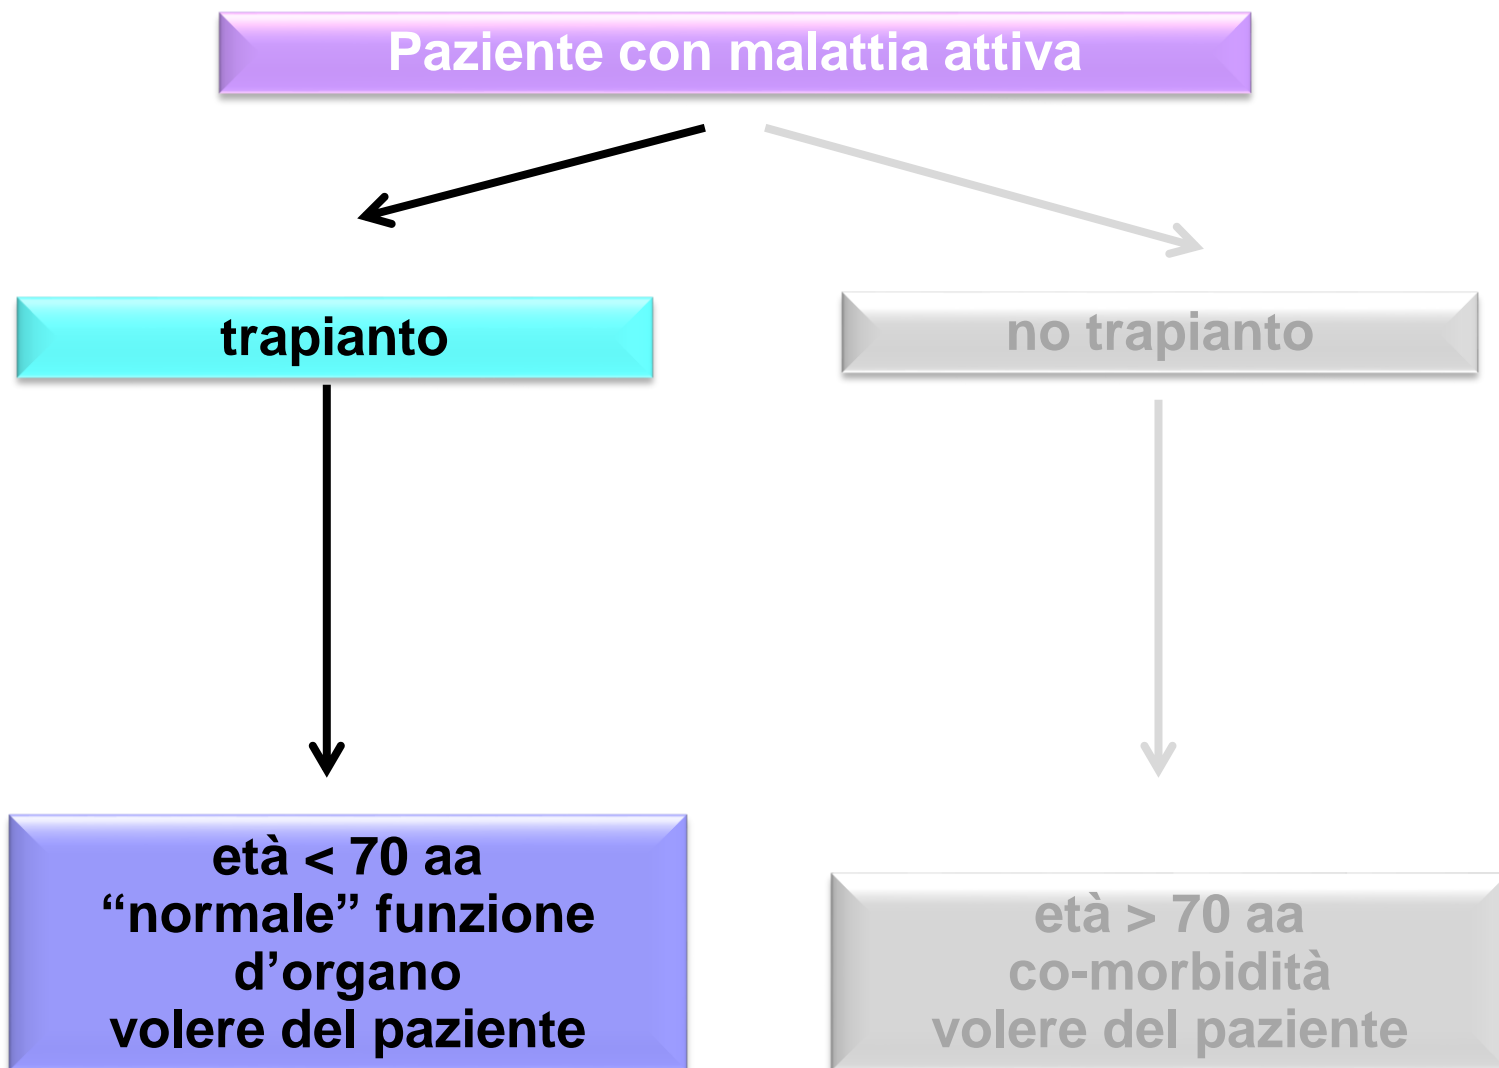 Paziente con malattia attiva
trapianto
no trapianto
età < 70 aa
“normale” funzione
d’organo
volere del paziente
età > 70 aa
co-morbidità
volere del paziente